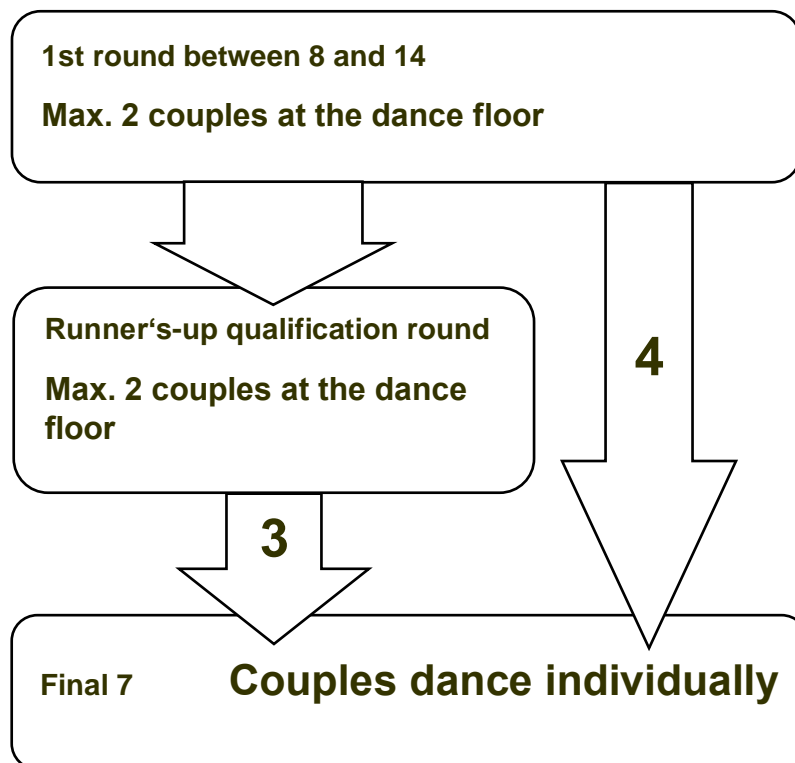 1st round between 8 and 14
Max. 2 couples at the dance floor
Runner‘s-up qualification round
Max. 2 couples at the dance
floor
4
3
Final 7 Couples dance individually